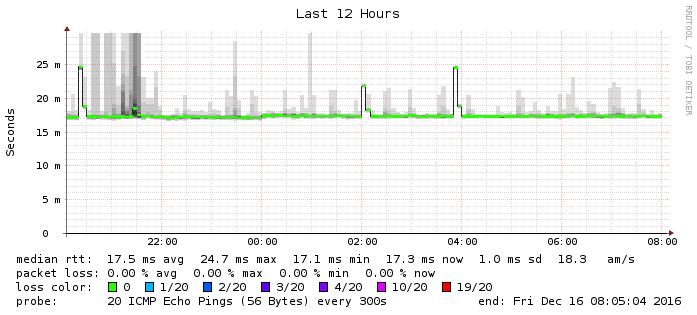 Last 12 Hours
RRDTOOL / TOBI OETIKER
Seconds
25 m
20 m
15 m
10 m
5 m
0
22:00 00:00 02:00 04:00 06:00 08:00
median rtt: 17.5 ms avg 24.7 ms max 17.1 ms min 17.3 ms now 1.0 ms sd 18.3 am/s
packet loss: 0.00 % avg 0.00 % max 0.00 % min 0.00 % now
loss color: 0 1/20 2/20 3/20 4/20 10/20 19/20
probe: 20 ICMP Echo Pings (56 Bytes) every 300s end: Fri Dec 16 08:05:04 2016